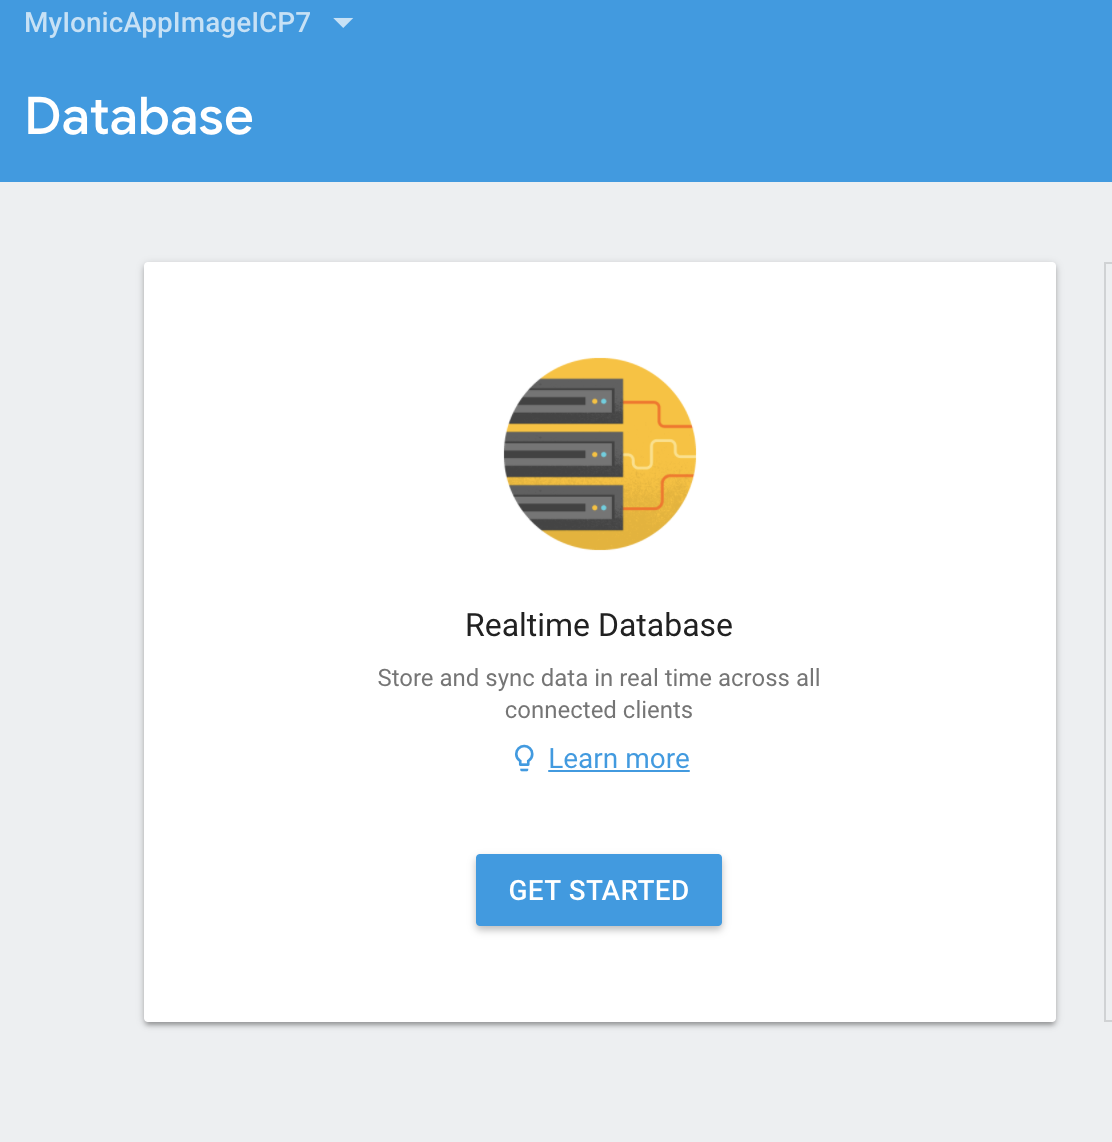 MyIonicAppImageICP7
Database
Realtime Database
Store and sync data in real time across all
connected clients
Learn more
GET STARTED